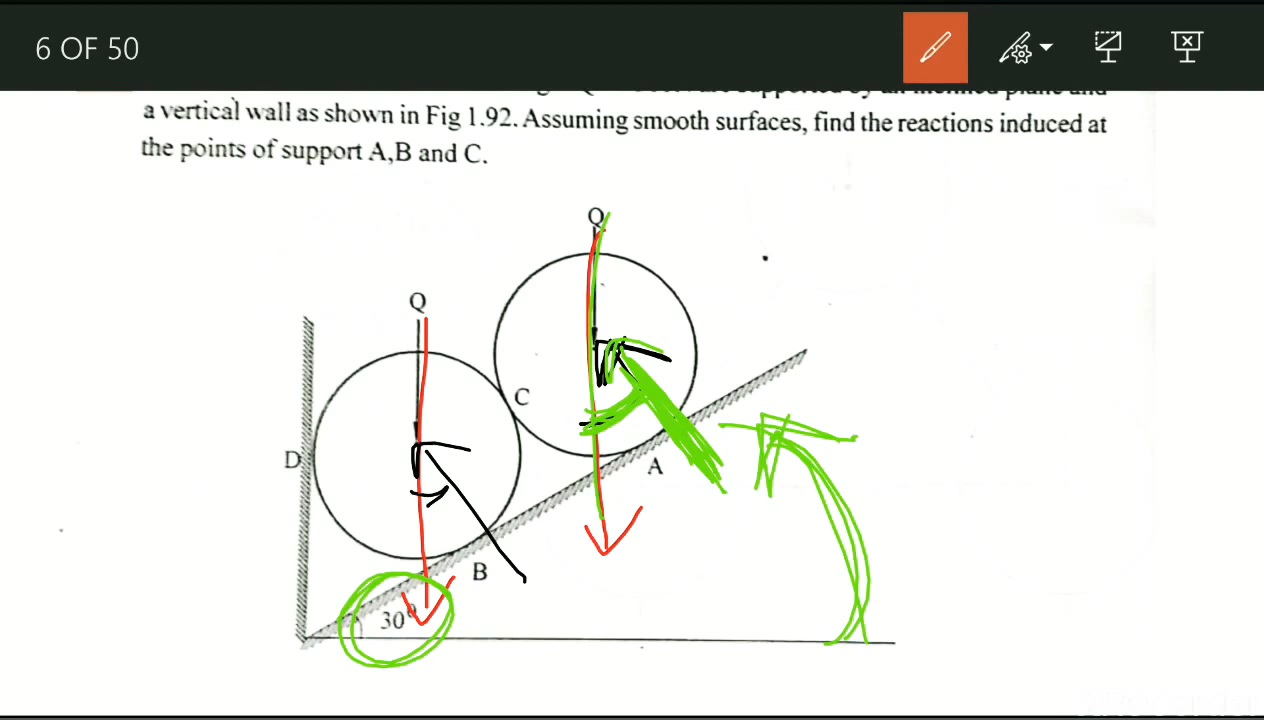 6 OF 50
a vertical wall as shown in Fig 1.92. Assuming smooth surfaces, find the reactions induced at
the points of support A,B and C.
Q
Q
C
D
A
B
30°